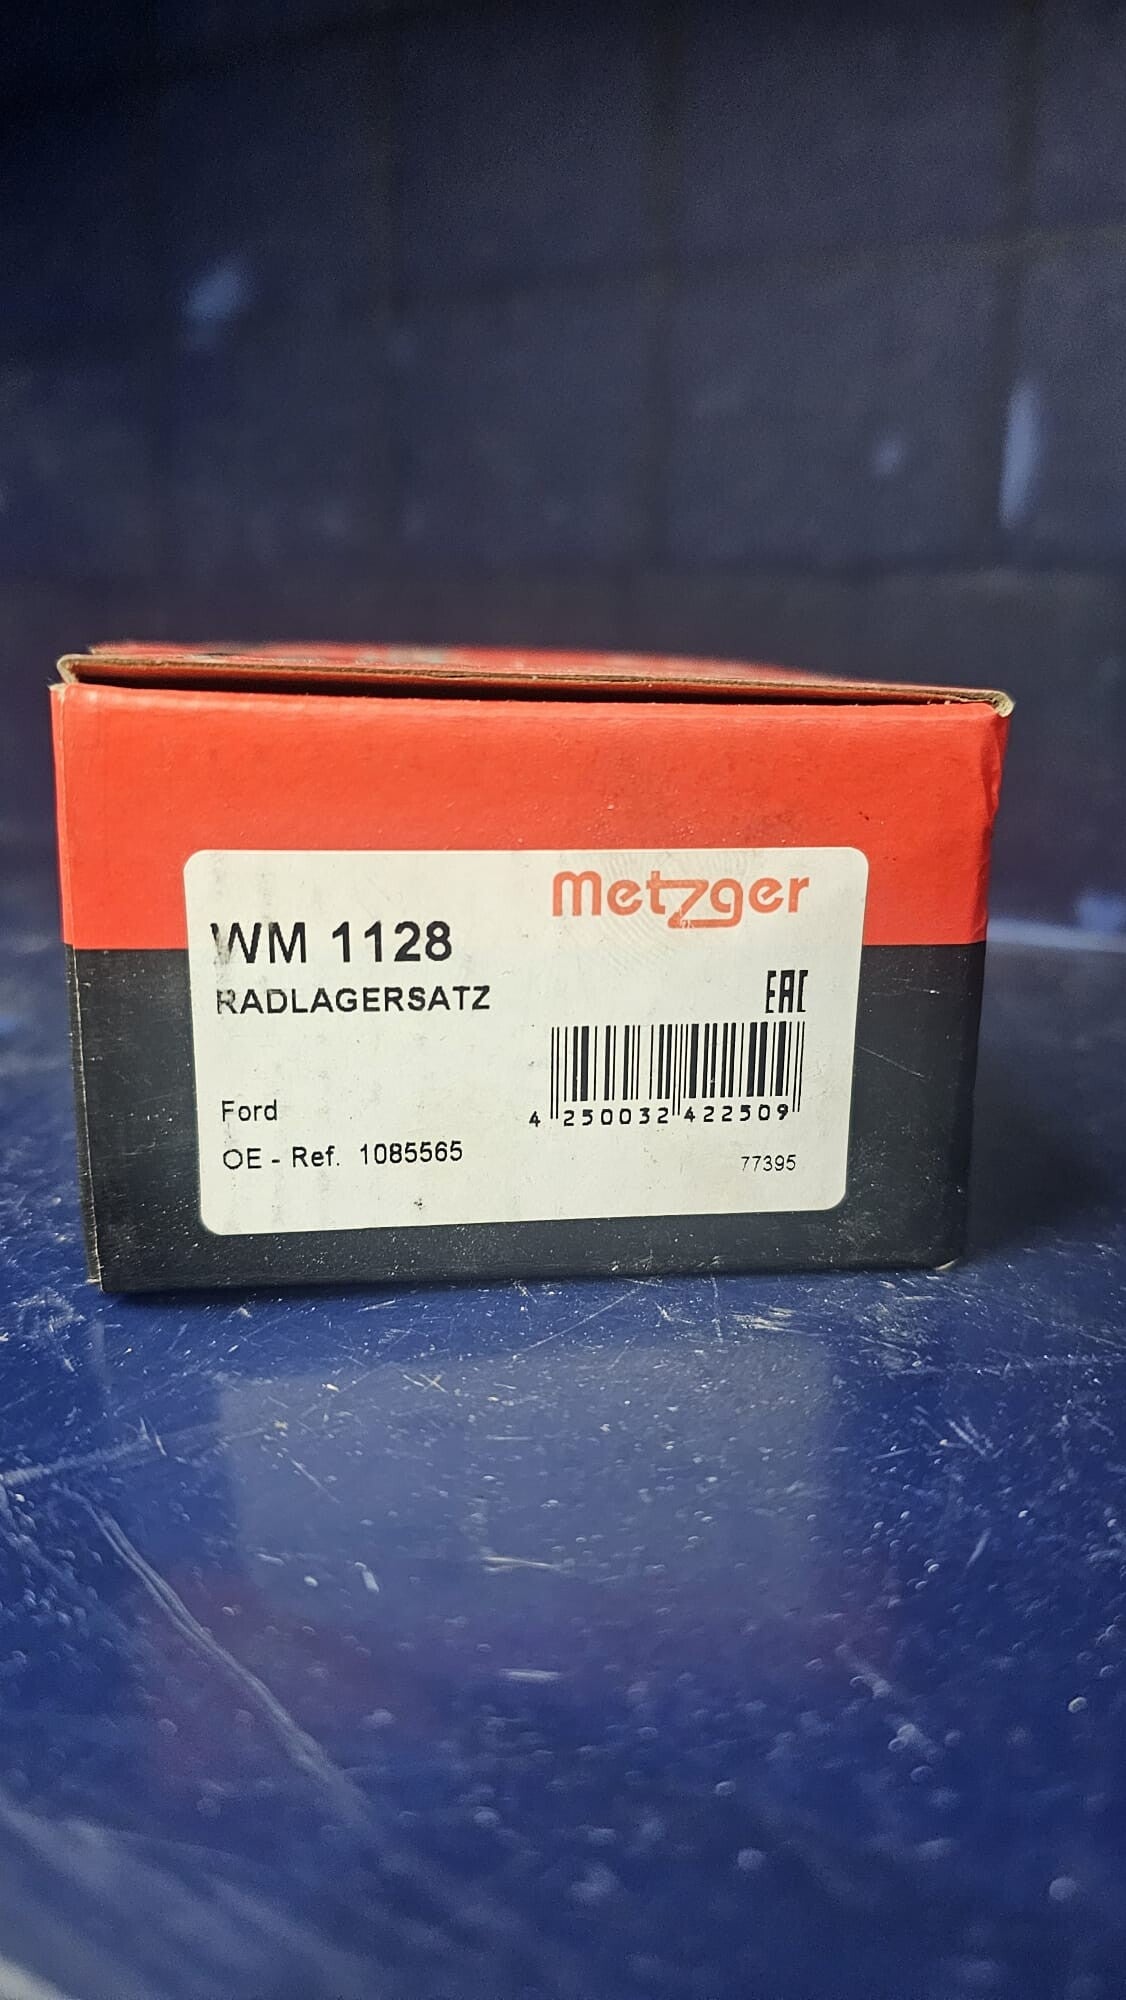 Metzger
WM 1128
RADLAGERSATZ
EAC
Ford
4 250032 422509
OE - Ref. 1085565
77395